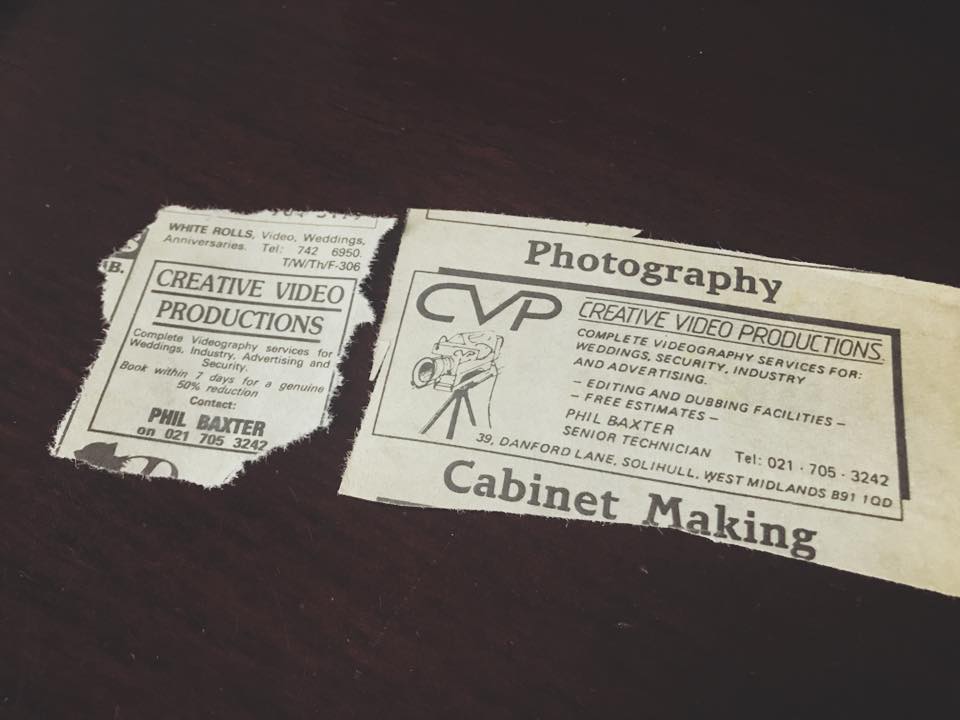 WHITE ROLLS, Video, Weddings,
Anniversaries. Tel: 742 6950.
T/W/Th/F-306
B.
CREATIVE VIDEO
PRODUCTIONS
Complete Videography services for
Weddings, Industry, Advertising and
Security.
Book within 7 days for a genuine
50% reduction
Contact:
PHIL BAXTER
on 021 705 3242
Photography
CVP
CREATIVE VIDEO PRODUCTIONS.
COMPLETE VIDEOGRAPHY SERVICES FOR:
WEDDINGS, SECURITY, INDUSTRY
AND ADVERTISING.
– EDITING AND DUBBING FACILITIES –
– FREE ESTIMATES –
PHIL BAXTER
SENIOR TECHNICIAN Tel: 021 · 705 · 3242
39, DANFORD LANE, SOLIHULL, WEST MIDLANDS B91 1QD
CVP
Cabinet Making